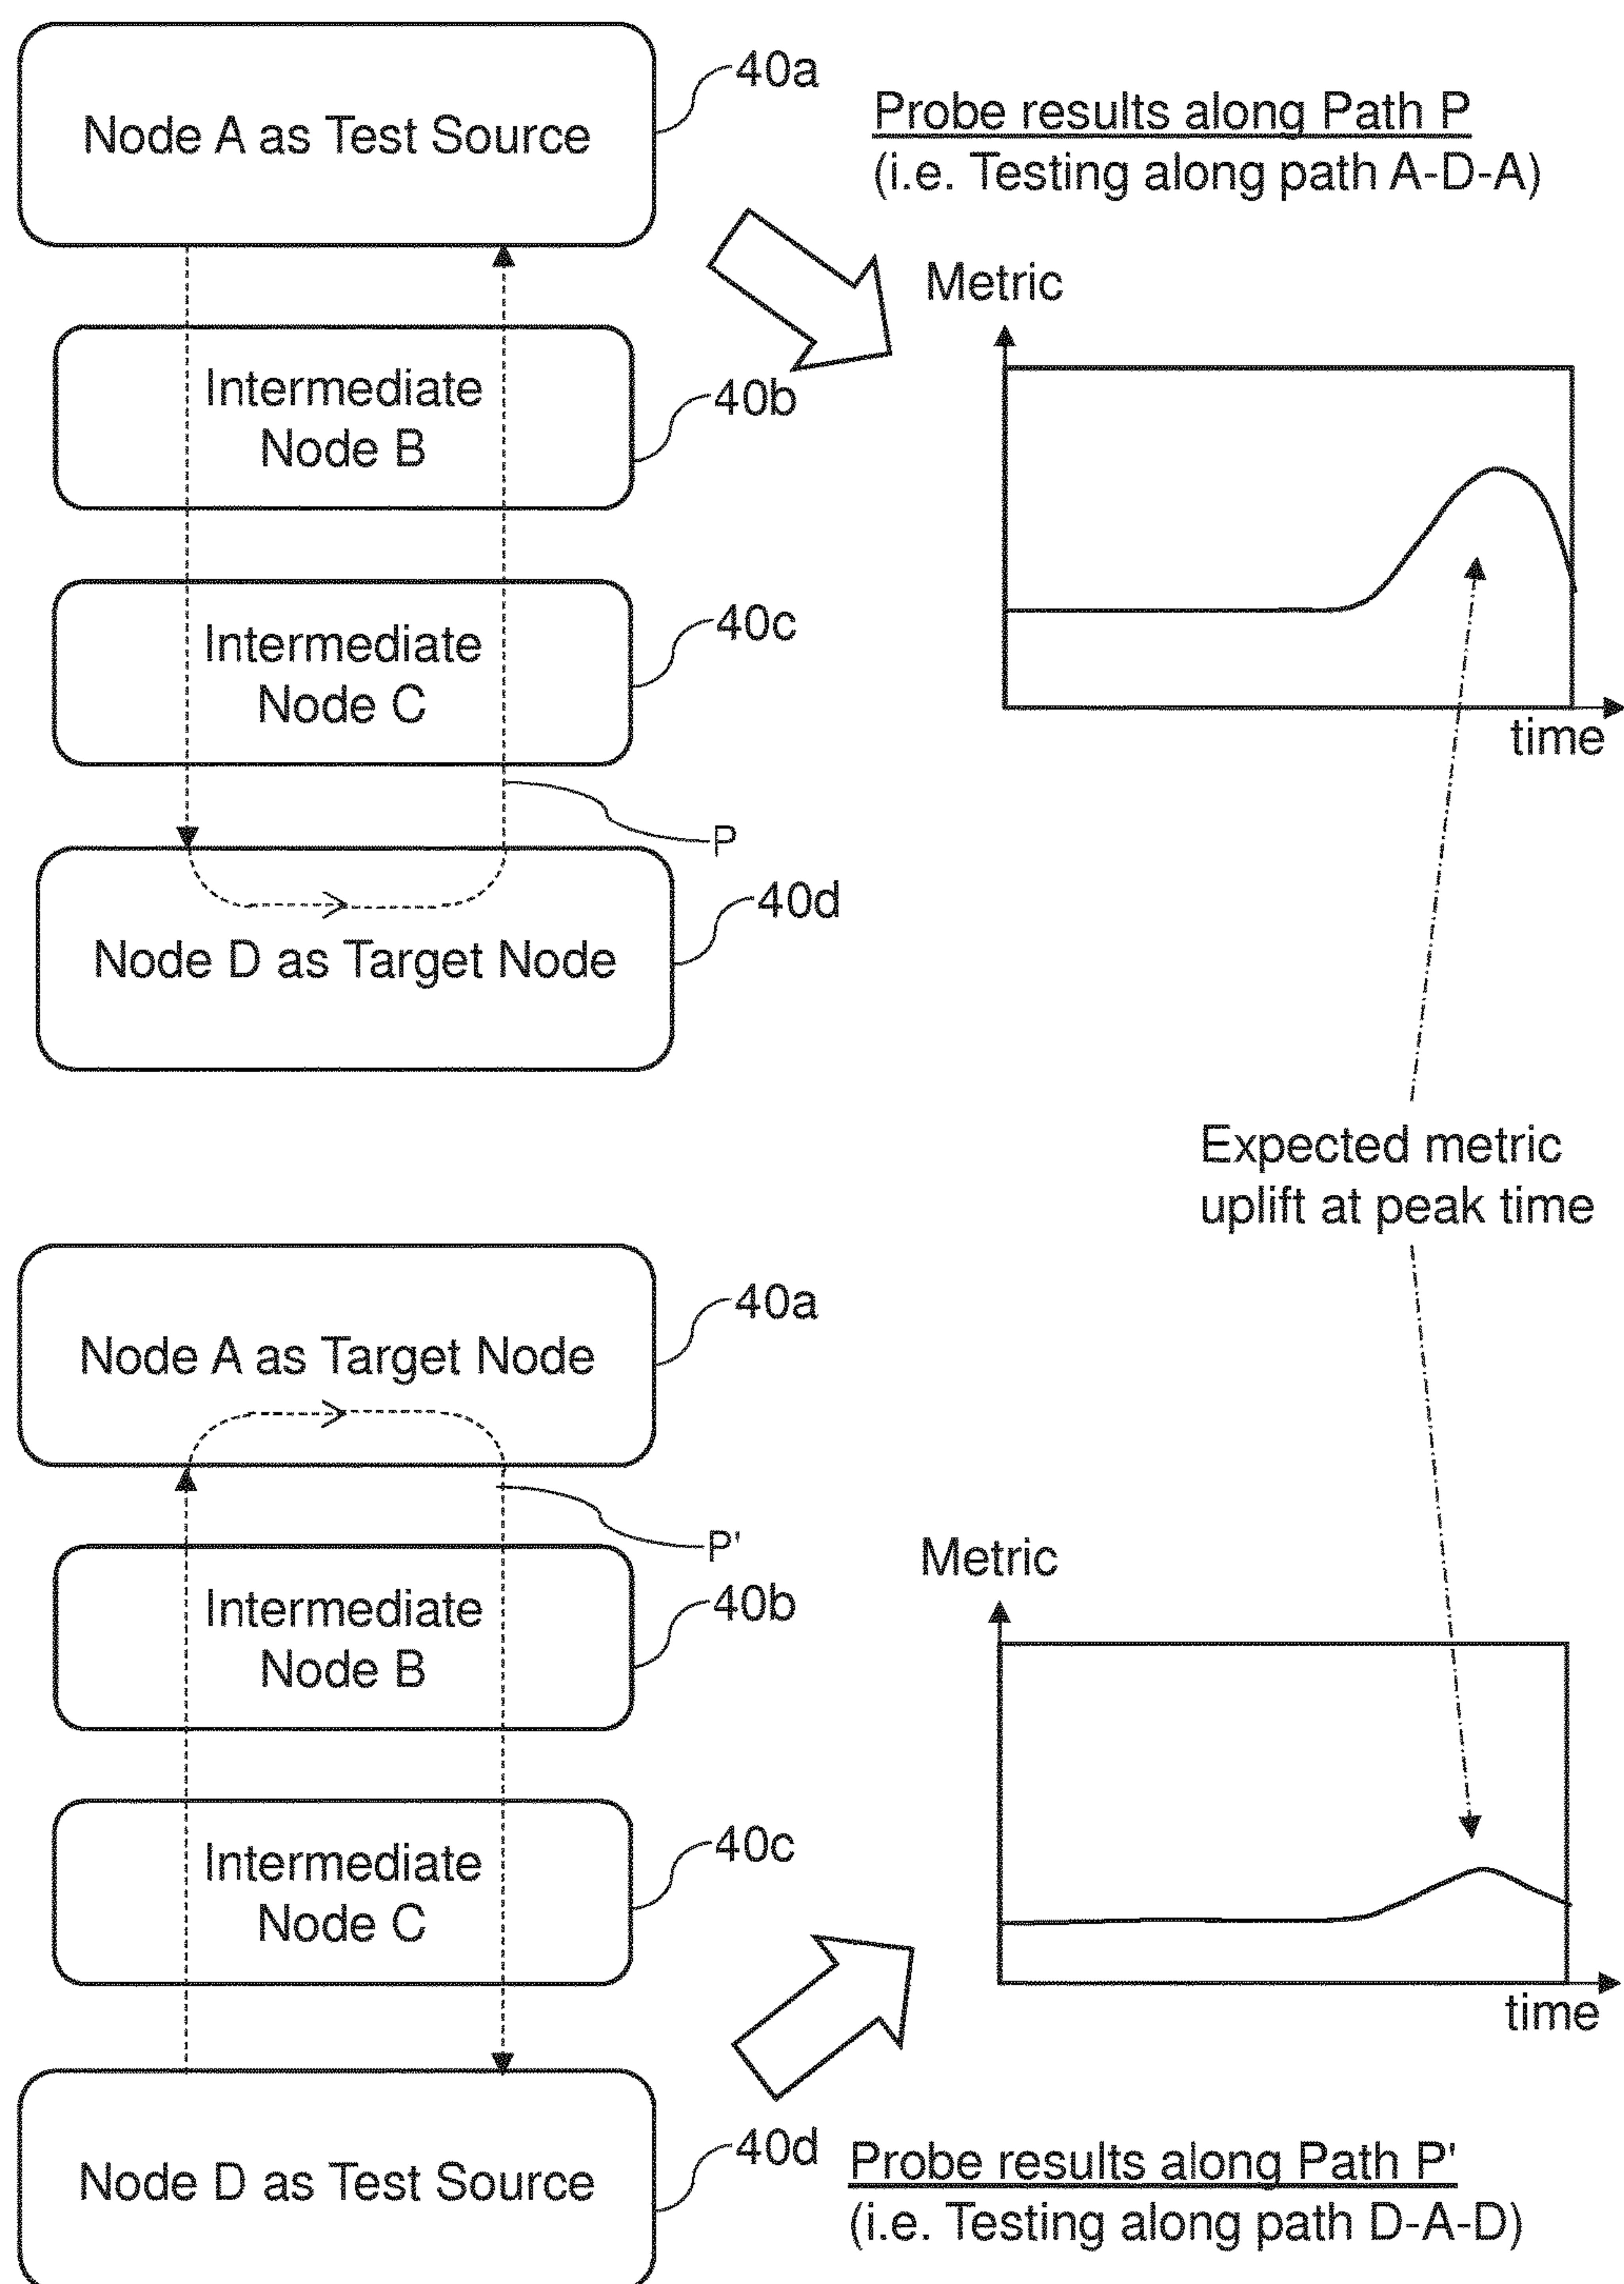 40a
Node A as Test Source
Probe results along Path P
(i.e. Testing along path A-D-A)
Metric
Intermediate
Node B
40b
Intermediate
Node C
40c
time
P
40d
Node D as Target Node
Expected metric
uplift at peak time
40a
Node A as Target Node
P'
Metric
Intermediate
Node B
40b
Intermediate
Node C
40c
time
40d
Node D as Test Source
Probe results along Path P'
(i.e. Testing along path D-A-D)